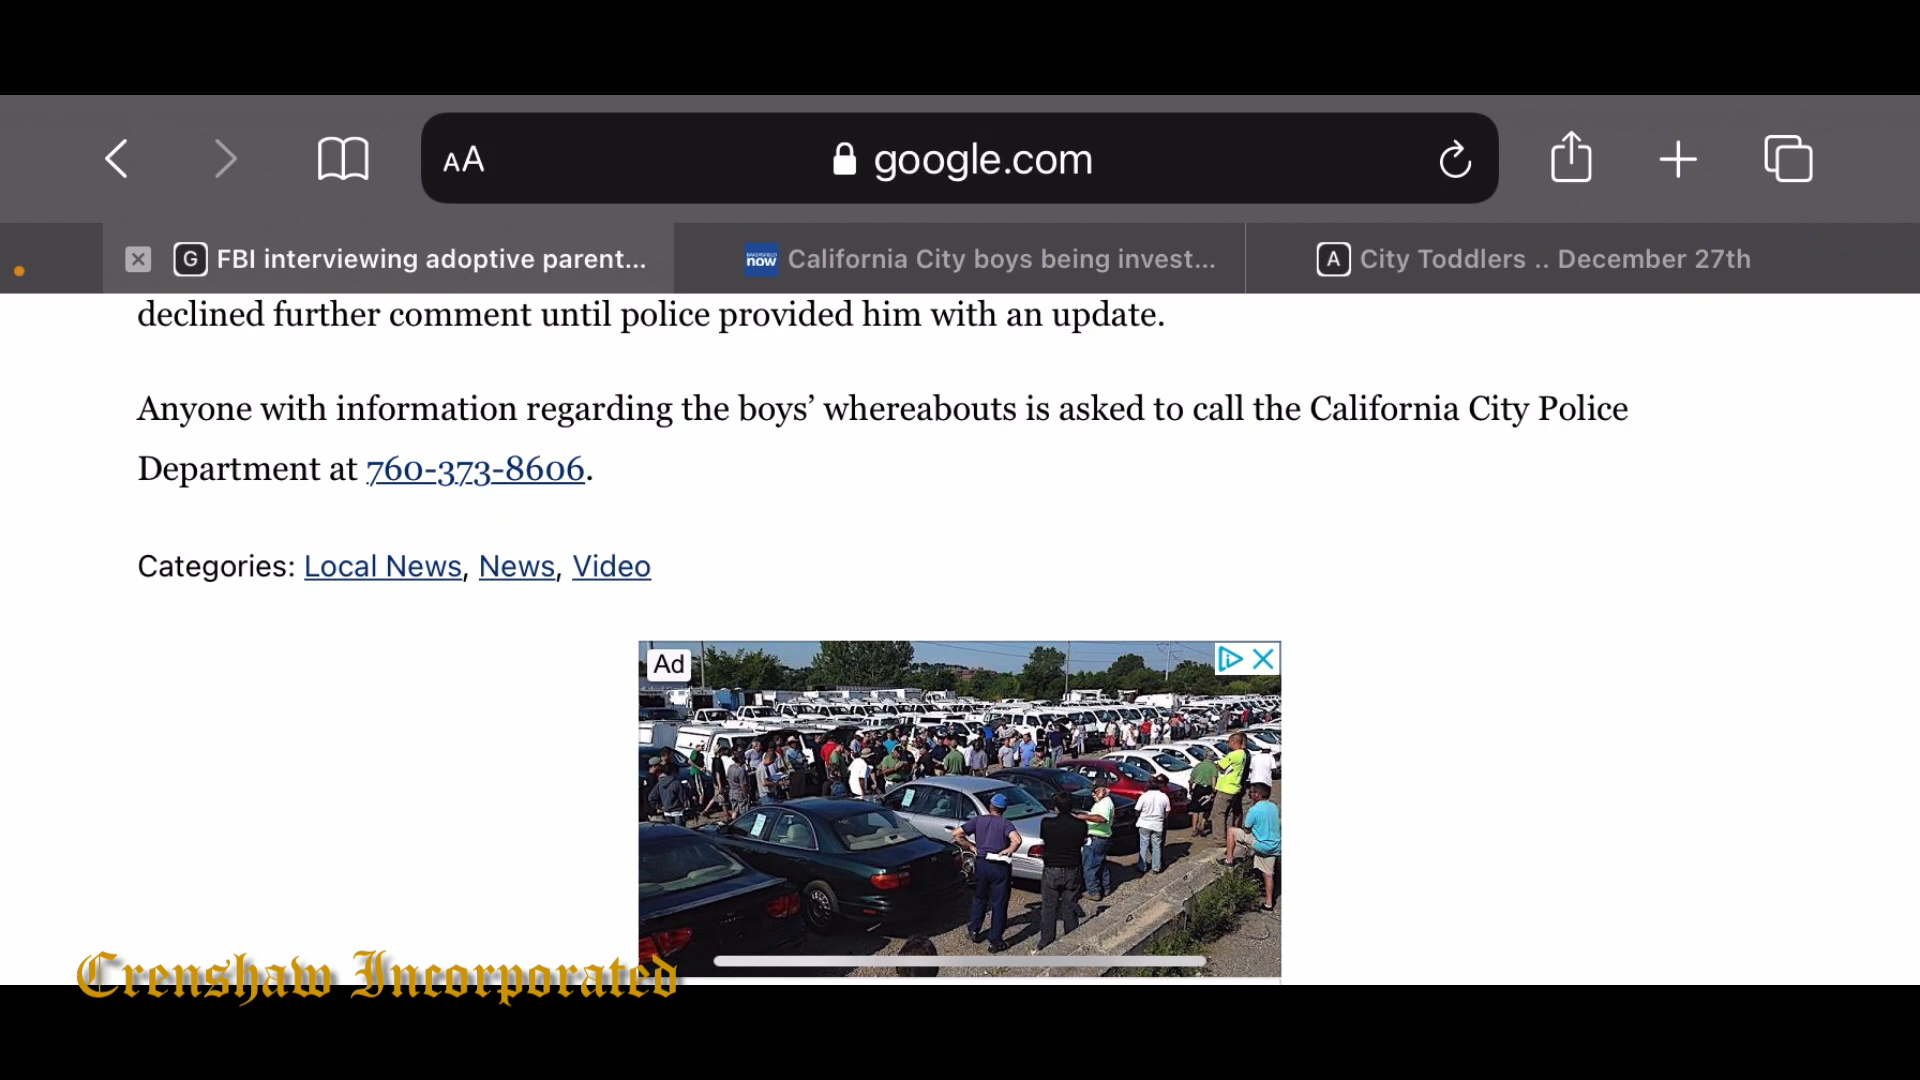 AA
google.com
G FBI interviewing adoptive parent...
BAKERSFIELD now California City boys being invest...
A City Toddlers .. December 27th
declined further comment until police provided him with an update.
Anyone with information regarding the boys’ whereabouts is asked to call the California City Police
Department at 760-373-8606.
Categories: Local News, News, Video
Ad
Crenshaw Incorporated